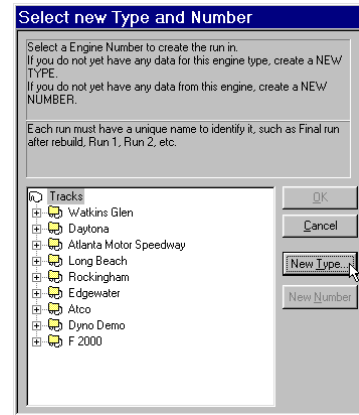 Select new Type and Number
Select a Engine Number to create the run in.
If you do not yet have any data for this engine type, create a NEW
TYPE.
If you do not yet have any data from this engine, create a NEW
NUMBER.
Each run must have a unique name to identify it, such as Final run
after rebuild, Run 1, Run 2, etc.
Tracks
Watkins Glen
Daytona
Atlanta Motor Speedway
Long Beach
Rockingham
Edgewater
Atco
Dyno Demo
F 2000
OK
Cancel
New Type...
New Number